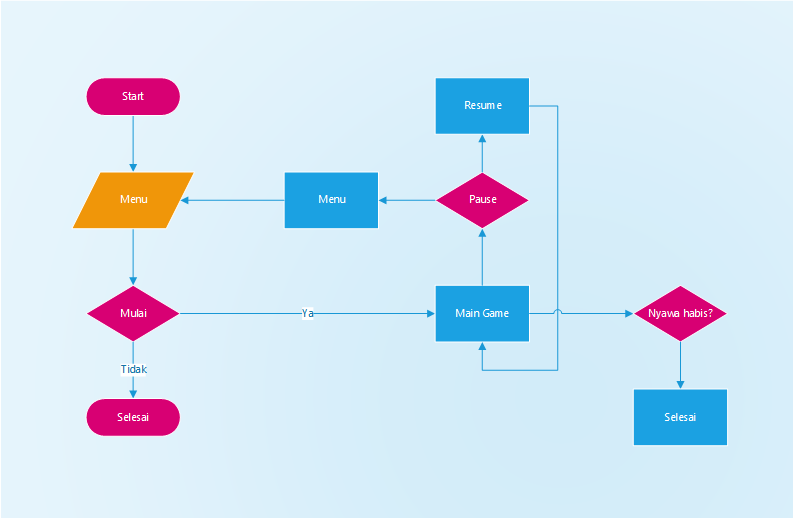 Start
Resume
Menu
Menu
Pause
Mulai
Ya
Main Game
Nyawa habis?
Tidak
Selesai
Selesai